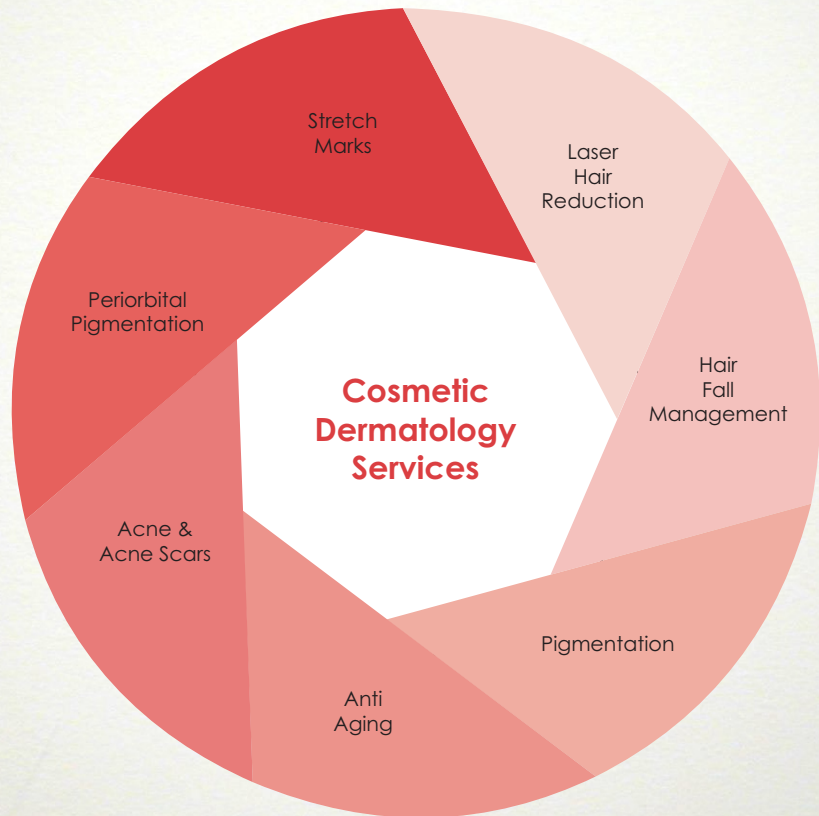 Stretch
Marks
Laser
Hair
Reduction
Periorbital
Pigmentation
Hair
Fall
Management
Cosmetic
Dermatology
Services
Acne &
Acne Scars
Pigmentation
Anti
Aging